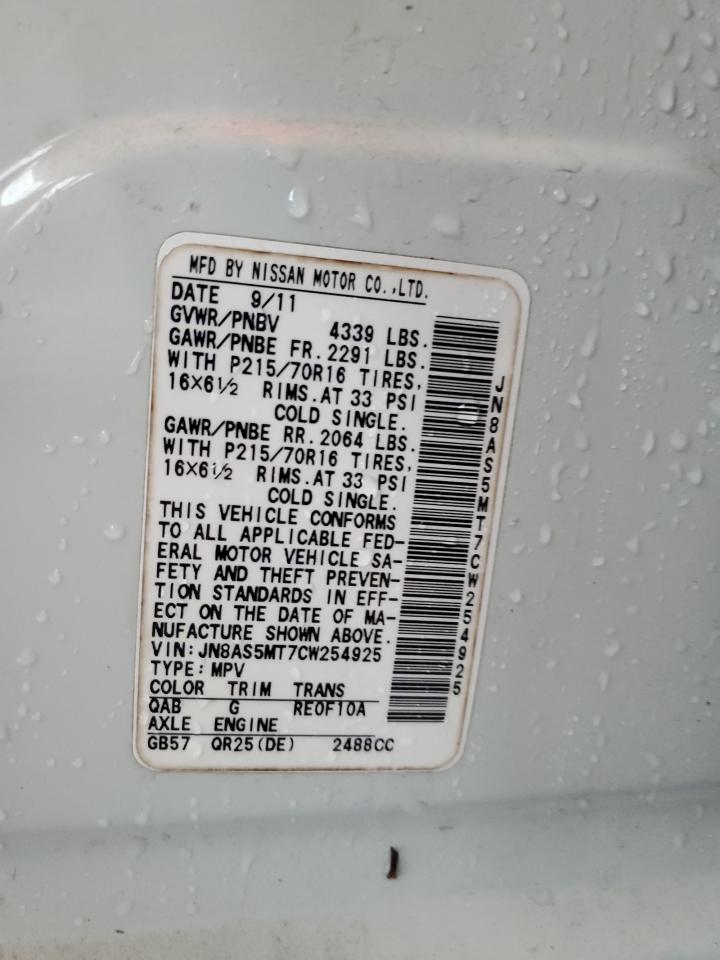 MFD BY NISSAN MOTOR CO.,LTD.
DATE 9/11
GVWR/PNBV 4339 LBS.
GAWR/PNBE FR. 2291 LBS.
WITH P215/70R16 TIRES,
16X6½ RIMS. AT 33 PSI
COLD SINGLE.
GAWR/PNBE RR. 2064 LBS.
WITH P215/70R16 TIRES,
16X6½ RIMS. AT 33 PSI
COLD SINGLE.
THIS VEHICLE CONFORMS
TO ALL APPLICABLE FED-
ERAL MOTOR VEHICLE SA-
FETY AND THEFT PREVEN-
TION STANDARDS IN EFF-
ECT ON THE DATE OF MA-
NUFACTURE SHOWN ABOVE.
VIN:JN8AS5MT7CW254925
TYPE:MPV
COLOR TRIM TRANS
QAB G RE0F10A
AXLE ENGINE
GB57 QR25(DE) 2488CC
JN8AS5MT7CW254925